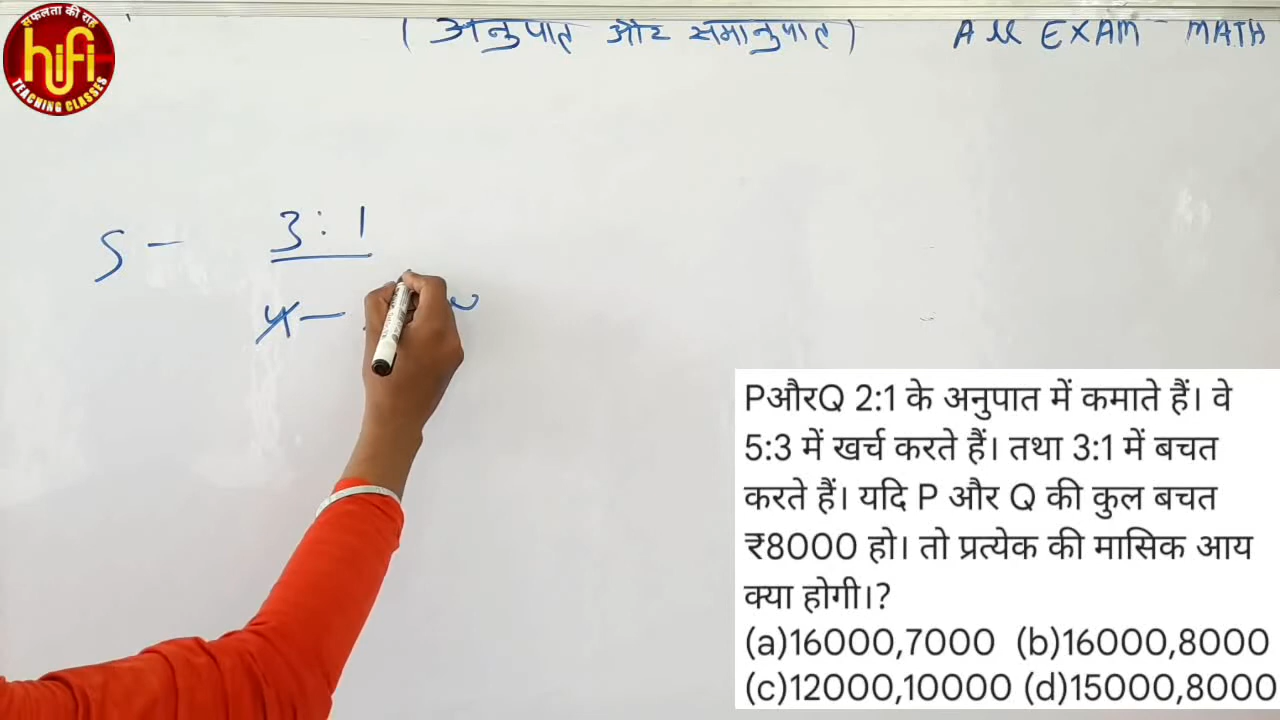 सफलता की राह
hifi
TEACHING CLASSES
( अनुपात और समानुपात ) All EXAM - MATH
S - 3 : 1
4 -
PऔरQ 2:1 के अनुपात में कमाते हैं। वे
5:3 में खर्च करते हैं। तथा 3:1 में बचत
करते हैं। यदि P और Q की कुल बचत
₹8000 हो। तो प्रत्येक की मासिक आय
क्या होगी।?
(a)16000,7000 (b)16000,8000
(c)12000,10000 (d)15000,8000